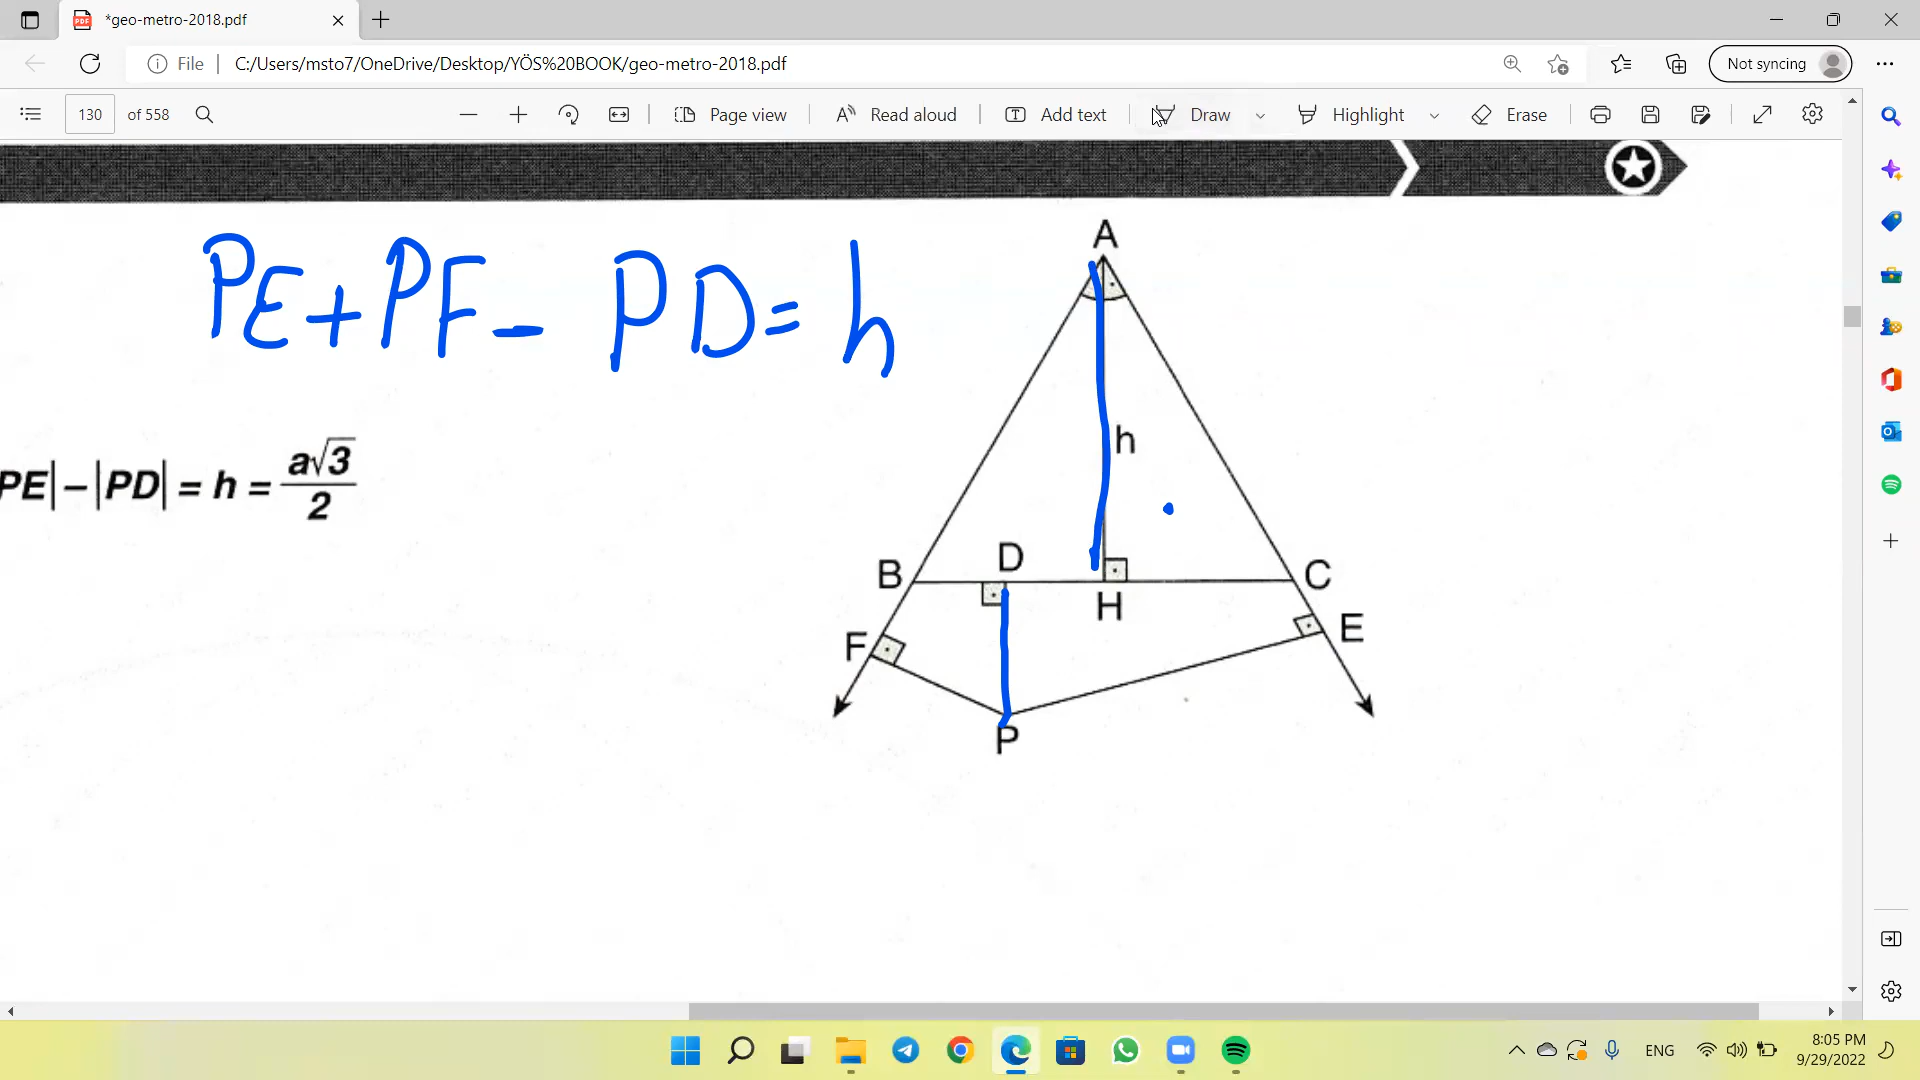 *geo-metro-2018.pdf
File | C:/Users/msto7/OneDrive/Desktop/YÖS%20BOOK/geo-metro-2018.pdf
Not syncing
130 of 558
Page view
Read aloud
Add text
Draw
Highlight
Erase
PE+PF-PD=h
PE|-|PD|=h=a√3/2
A
h
B
D
H
C
F
E
P
ENG
8:05 PM
9/29/2022